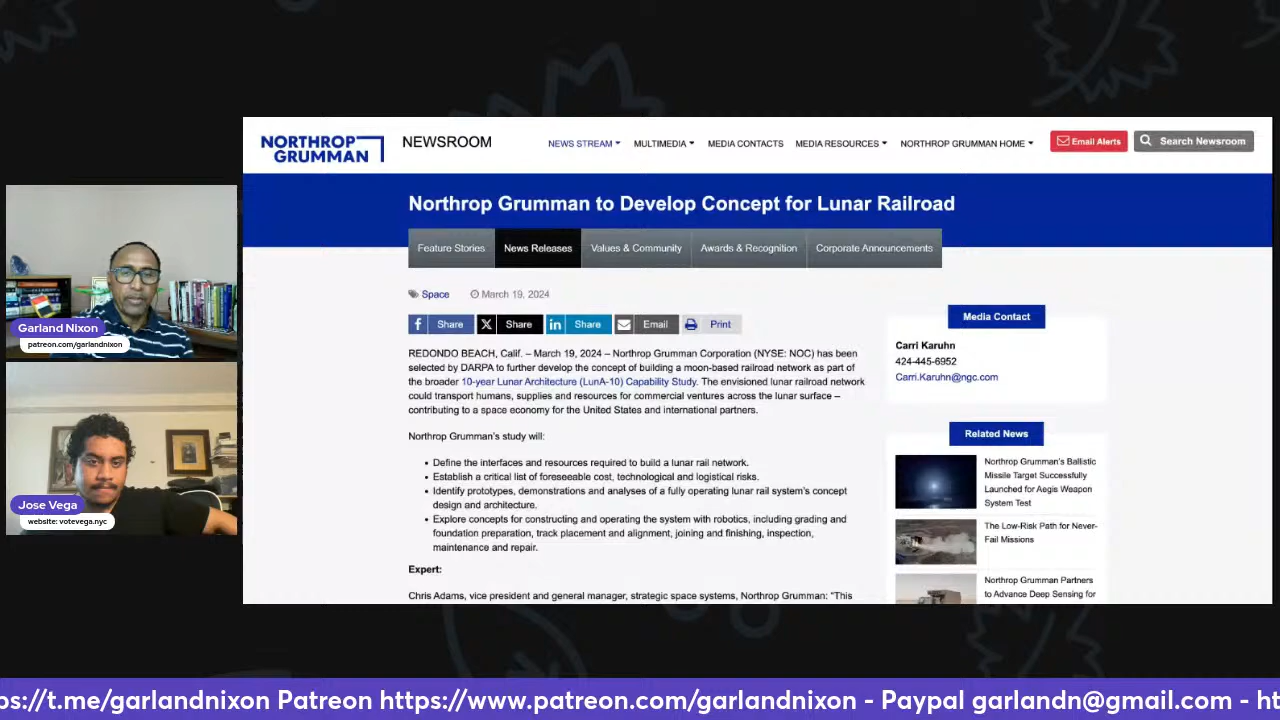 NORTHROP
GRUMMAN
NEWSROOM
NEWS STREAM
MULTIMEDIA
MEDIA CONTACTS
MEDIA RESOURCES
NORTHROP GRUMMAN HOME
Email Alerts
Search Newsroom
Northrop Grumman to Develop Concept for Lunar Railroad
Feature Stories
News Releases
Values & Community
Awards & Recognition
Corporate Announcements
Space
March 19, 2024
Share
Share
Share
Email
Print
REDONDO BEACH, Calif. – March 19, 2024 – Northrop Grumman Corporation (NYSE: NOC) has been
selected by DARPA to further develop the concept of building a moon-based railroad network as part of
the broader 10-year Lunar Architecture (LunA-10) Capability Study. The envisioned lunar railroad network
could transport humans, supplies and resources for commercial ventures across the lunar surface –
contributing to a space economy for the United States and international partners.
Northrop Grumman's study will:
• Define the interfaces and resources required to build a lunar rail network.
• Establish a critical list of foreseeable cost, technological and logistical risks.
• Identify prototypes, demonstrations and analyses of a fully operating lunar rail system's concept
design and architecture.
• Explore concepts for constructing and operating the system with robotics, including grading and
foundation preparation, track placement and alignment, joining and finishing, inspection,
maintenance and repair.
Expert:
Chris Adams, vice president and general manager, strategic space systems, Northrop Grumman: "This
Media Contact
Carri Karuhn
424-445-6952
Carri.Karuhn@ngc.com
Related News
Northrop Grumman's Ballistic
Missile Target Successfully
Launched for Aegis Weapon
System Test
The Low-Risk Path for Never-
Fail Missions
Northrop Grumman Partners
to Advance Deep Sensing for
Garland Nixon
patreon.com/garlandnixon
Jose Vega
website: votevega.nyc
ps://t.me/garlandnixon Patreon https://www.patreon.com/garlandnixon - Paypal garlandn@gmail.com - ht